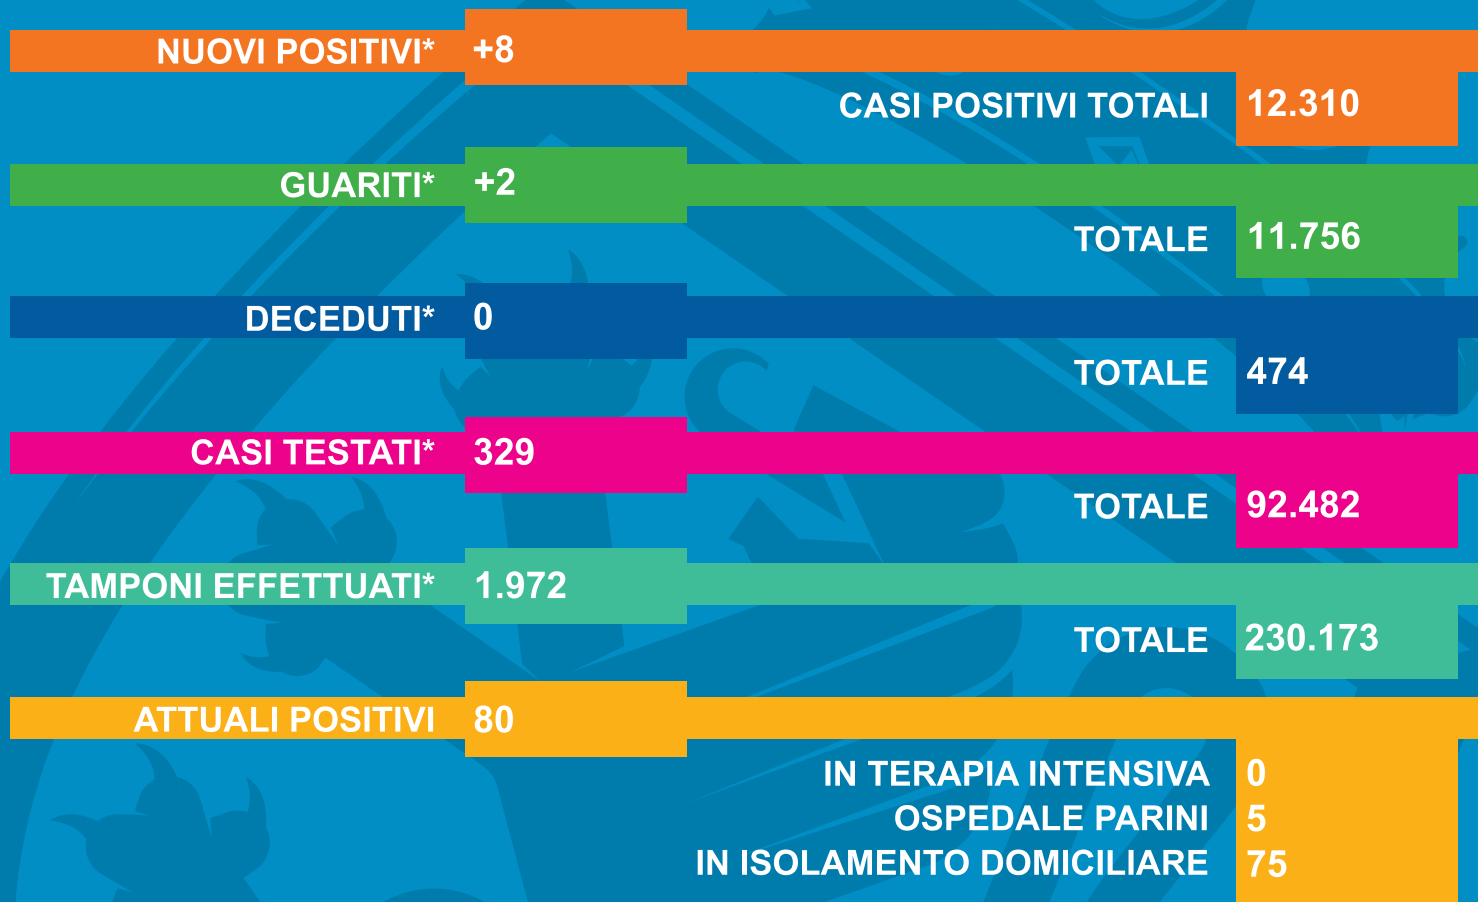 NUOVI POSITIVI* +8
CASI POSITIVI TOTALI 12.310
GUARITI* +2
TOTALE 11.756
DECEDUTI* 0
TOTALE 474
CASI TESTATI* 329
TOTALE 92.482
TAMPONI EFFETTUATI* 1.972
TOTALE 230.173
ATTUALI POSITIVI 80
IN TERAPIA INTENSIVA 0
OSPEDALE PARINI 5
IN ISOLAMENTO DOMICILIARE 75